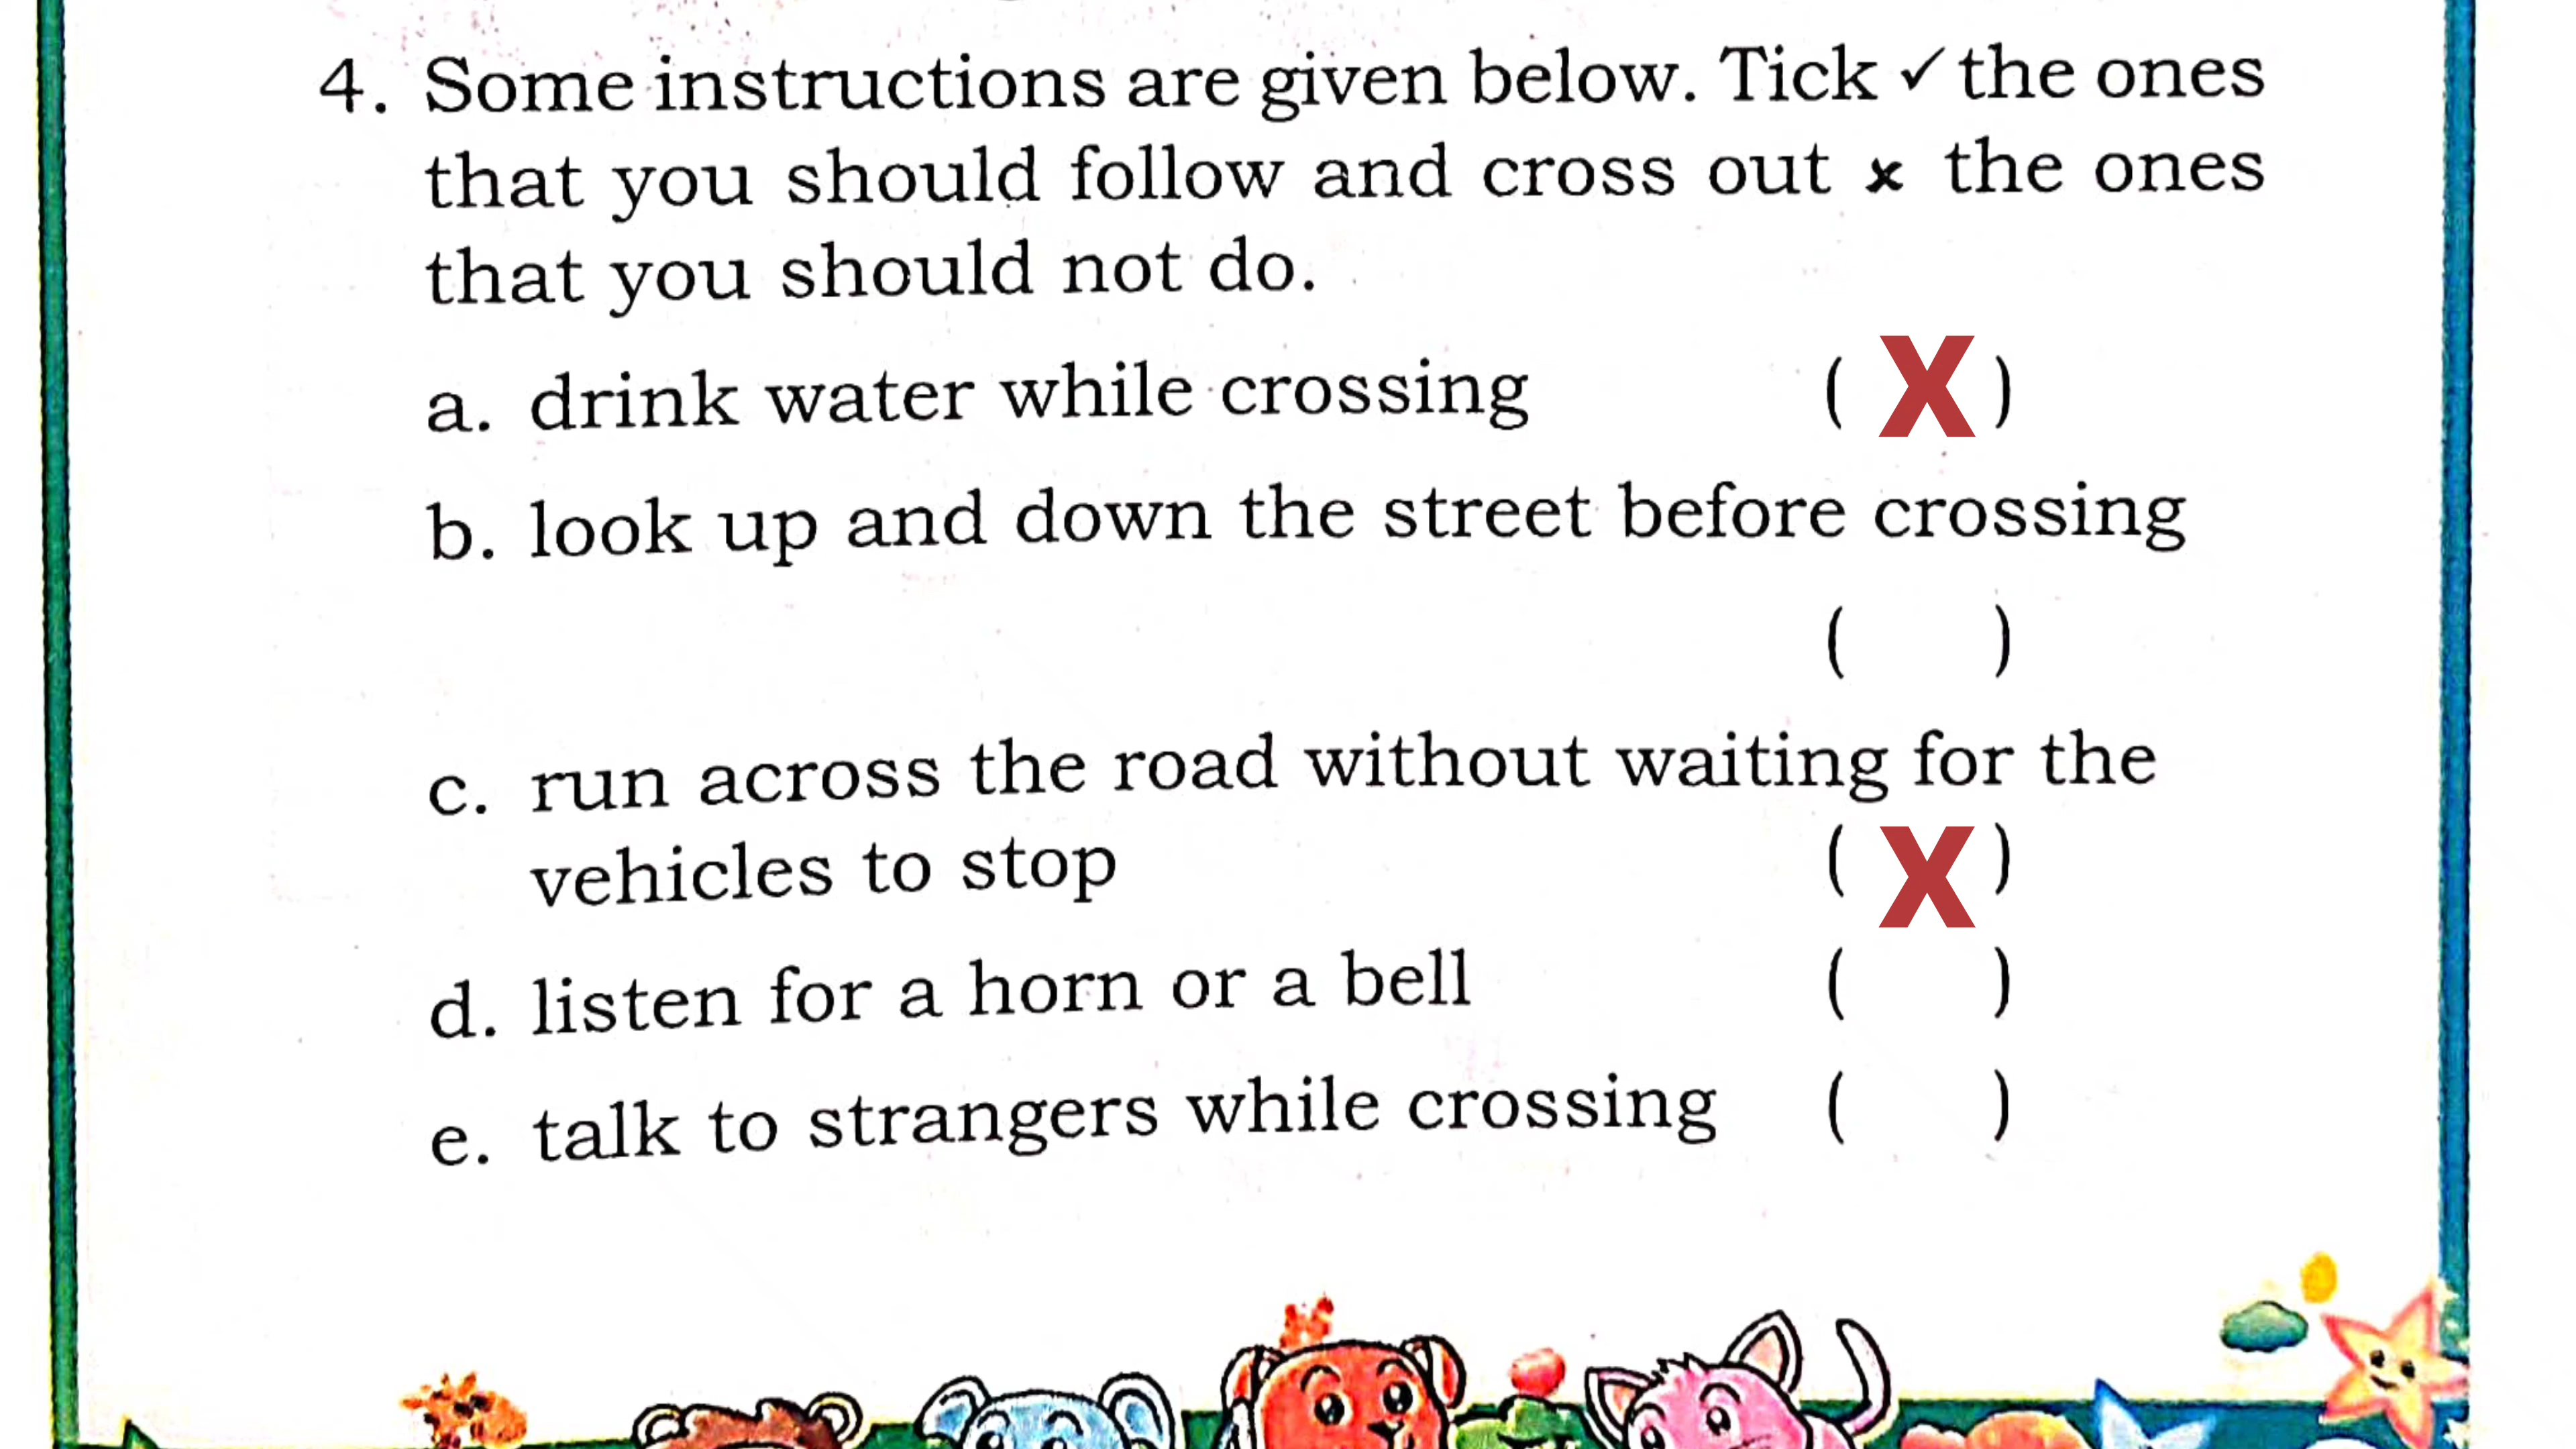 4. Some instructions are given below. Tick ✓ the ones
that you should follow and cross out × the ones
that you should not do.
a. drink water while crossing ( X )
b. look up and down the street before crossing
( )
c. run across the road without waiting for the
vehicles to stop ( X )
d. listen for a horn or a bell ( )
e. talk to strangers while crossing ( )